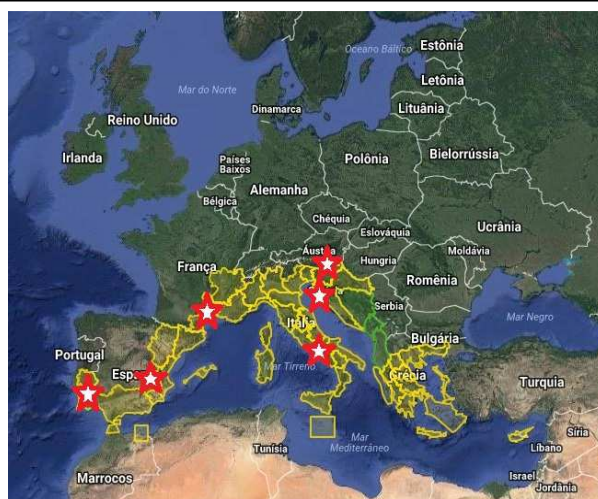 Oceano Báltico
Estônia
Letônia
Mar do Norte
Dinamarca
Lituânia
Reino Unido
Irlanda
Países
Baixos
Polônia
Bielorrússia
Alemanha
Bélgica
Chéquia
Eslováquia
Ucrânia
Áustria
Hungria
Moldávia
França
Romênia
Sérvia
Itália
Mar Negro
Bulgária
Portugal
Mar Tirreno
Grécia
Turquia
Tunísia
Mar
Mediterrâneo
Síria
Líbano
Israel
Jordânia
Marrocos